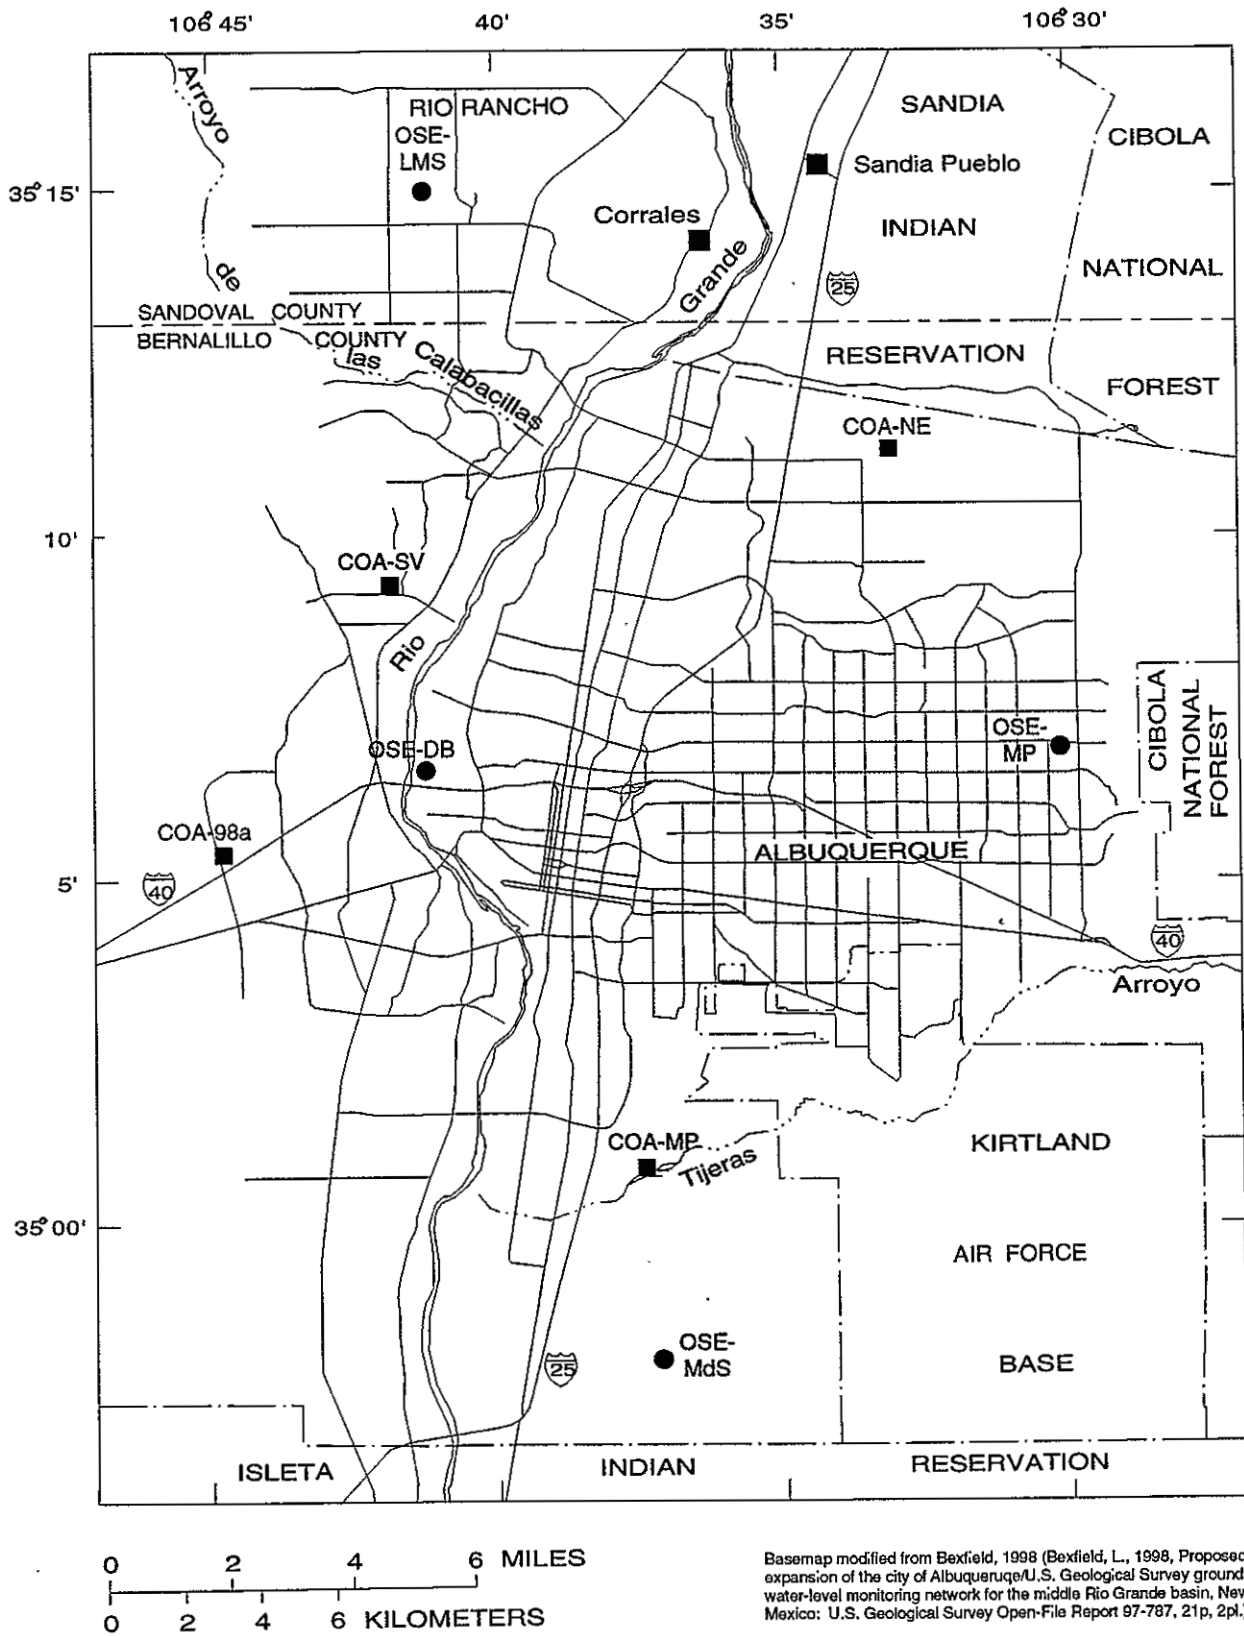 106° 45'
40'
35'
106° 30'
Arroyo
RIO RANCHO
OSE-
LMS
SANDIA
CIBOLA
Sandia Pueblo
35° 15'
Corrales
INDIAN
de
Grande
25
NATIONAL
SANDOVAL COUNTY
BERNALILLO COUNTY
las
Calabacillas
RESERVATION
FOREST
COA-NE
10'
COA-SV
Rio
OSE-DB
OSE-
MP
CIBOLA
NATIONAL
FOREST
COA-98a
ALBUQUERQUE
5'
40
40
Arroyo
COA-MP
Tijeras
KIRTLAND
35° 00'
AIR FORCE
OSE-
MdS
25
BASE
ISLETA
INDIAN
RESERVATION
0 2 4 6 MILES
0 2 4 6 KILOMETERS
Basemap modified from Bexfield, 1998 (Bexfield, L., 1998, Proposed
expansion of the city of Albuqueruqe/U.S. Geological Survey ground
water-level monitoring network for the middle Rio Grande basin, New
Mexico: U.S. Geological Survey Open-File Report 97-787, 21p, 2pl.)